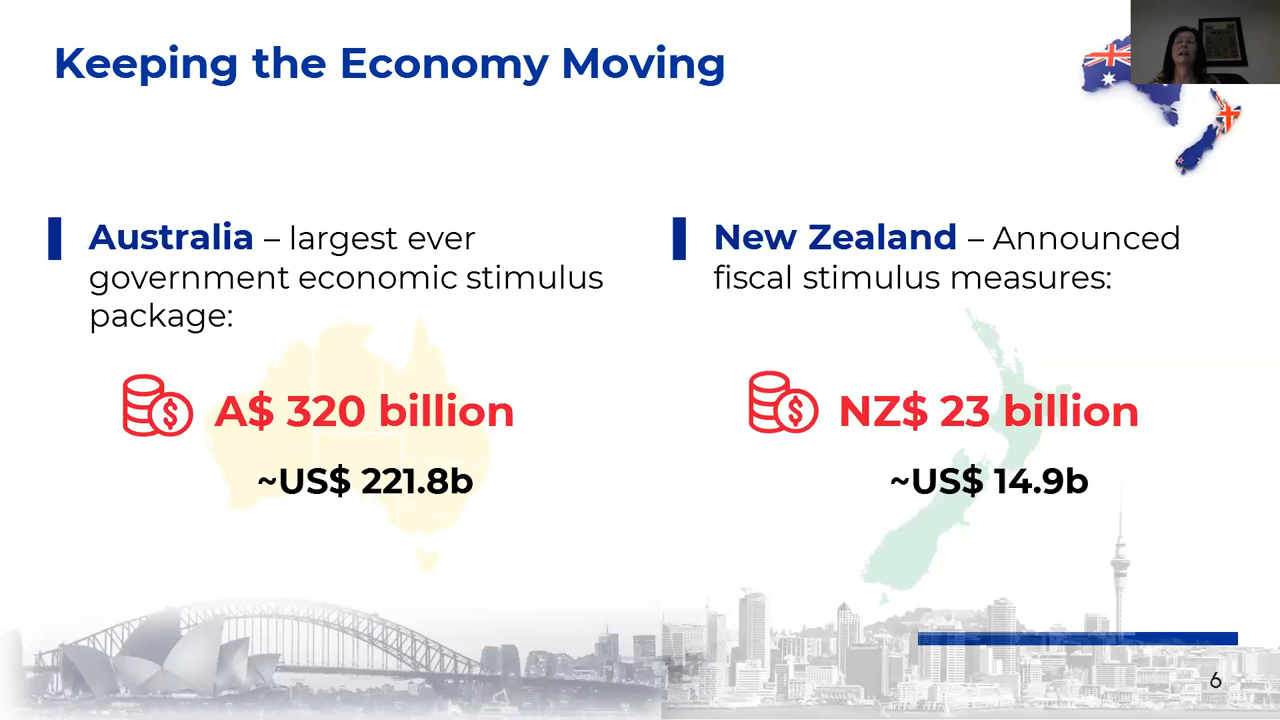 Keeping the Economy Moving
Australia – largest ever
government economic stimulus
package:
A$ 320 billion
~US$ 221.8b
New Zealand – Announced
fiscal stimulus measures:
NZ$ 23 billion
~US$ 14.9b
6